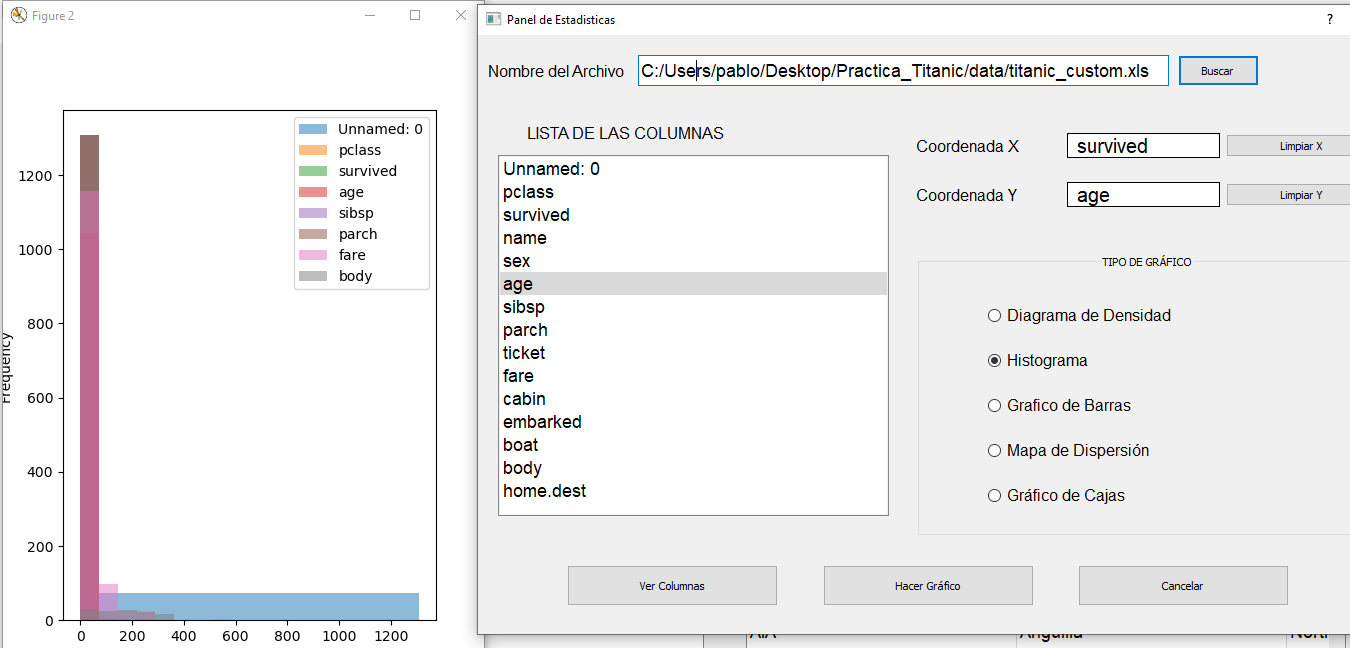 Figure 2
1200
1000
800
600
400
200
0
Frequency
0 200 400 600 800 1000 1200
Unnamed: 0
pclass
survived
age
sibsp
parch
fare
body
Panel de Estadisticas
?
Nombre del Archivo C:/Users/pablo/Desktop/Practica_Titanic/data/titanic_custom.xls Buscar
LISTA DE LAS COLUMNAS
Unnamed: 0
pclass
survived
name
sex
age
sibsp
parch
ticket
fare
cabin
embarked
boat
body
home.dest
Coordenada X survived Limpiar X
Coordenada Y age Limpiar Y
TIPO DE GRÁFICO
Diagrama de Densidad
Histograma
Grafico de Barras
Mapa de Dispersión
Gráfico de Cajas
Ver Columnas Hacer Gráfico Cancelar